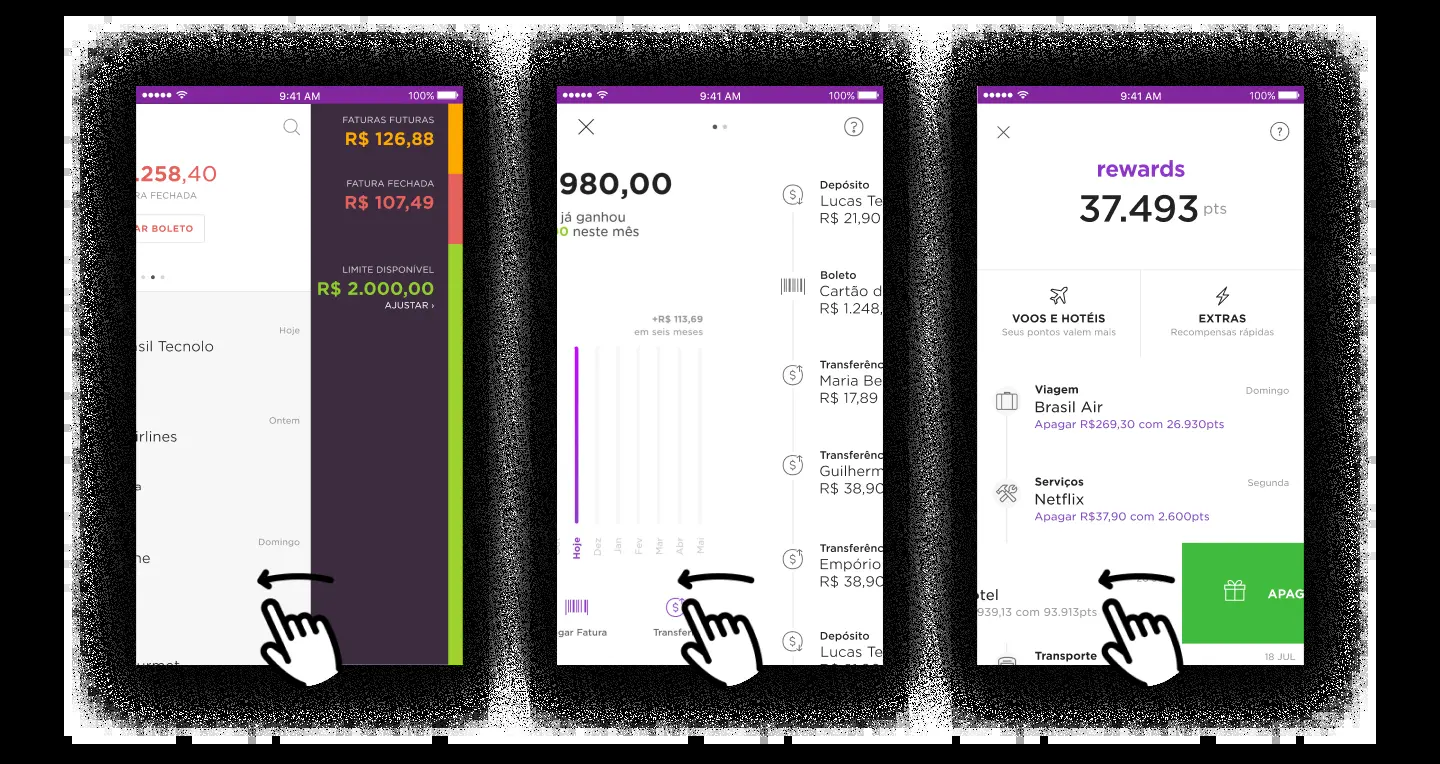 9:41 AM
100%
.258,40
RA FECHADA
AR BOLETO
Hoje
sil Tecnolo
Ontem
irlines
a
Domingo
ne
urmet
FATURAS FUTURAS
R$ 126,88
FATURA FECHADA
R$ 107,49
LIMITE DISPONÍVEL
R$ 2.000,00
AJUSTAR ›
9:41 AM
100%
?
980,00
já ganhou
00 neste mês
+R$ 113,69
em seis meses
Hoje
Dez
Jan
Fev
Mar
Abr
Mai
gar Fatura
Transfer
Depósito
Lucas Te
R$ 21,90
Boleto
Cartão d
R$ 1.248,
Transferênc
Maria Be
R$ 17,89
Transferênc
Guilherm
R$ 38,90
Transferênc
Empório
R$ 38,90
Depósito
Lucas Te
9:41 AM
100%
?
rewards
37.493 pts
VOOS E HOTÉIS
Seus pontos valem mais
EXTRAS
Recompensas rápidas
Viagem
Domingo
Brasil Air
Apagar R$269,30 com 26.930pts
Serviços
Segunda
Netflix
Apagar R$37,90 com 2.600pts
otel
939,13 com 93.913pts
APAG
Transporte
18 JUL